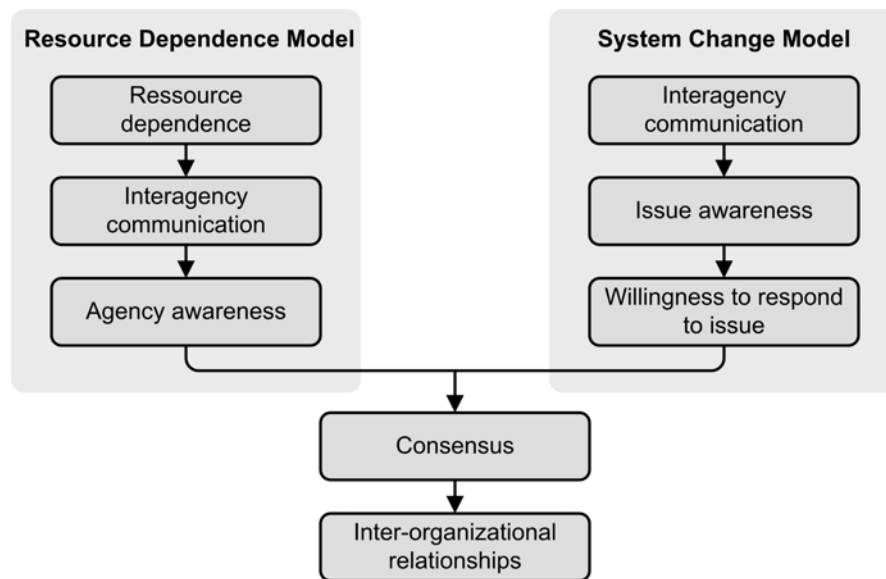 Resource Dependence Model
Ressource
dependence
Interagency
communication
Agency awareness
System Change Model
Interagency
communication
Issue awareness
Willingness to respond
to issue
Consensus
Inter-organizational
relationships